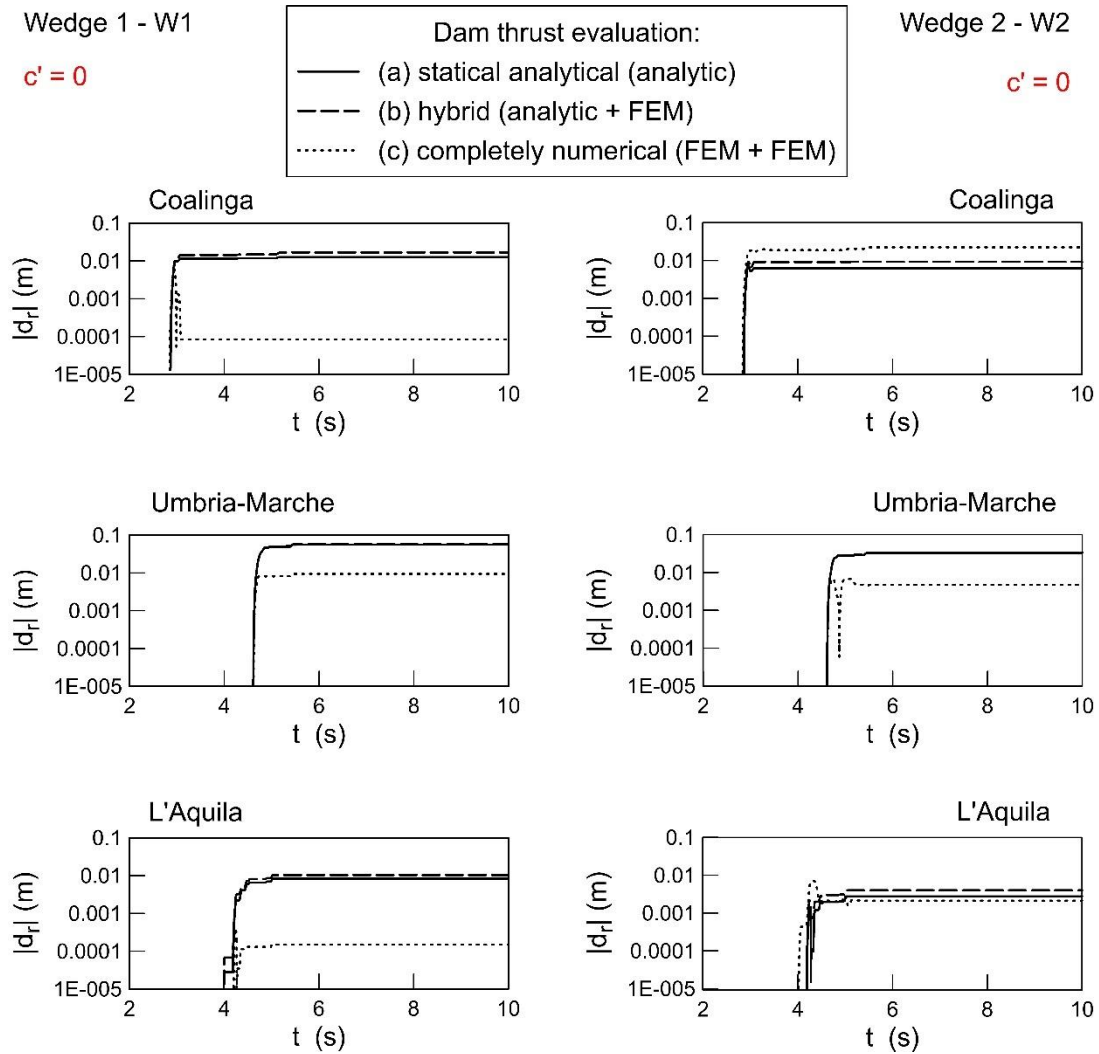 Wedge 1 - W1
c' = 0
Dam thrust evaluation:
(a) statical analytical (analytic)
(b) hybrid (analytic + FEM)
(c) completely numerical (FEM + FEM)
Wedge 2 - W2
c' = 0
Coalinga
0.1
0.01
0.001
0.0001
1E-005
|dr| (m)
2 4 6 8 10
t (s)
Coalinga
0.1
0.01
0.001
0.0001
1E-005
|dr| (m)
2 4 6 8 10
t (s)
Umbria-Marche
0.1
0.01
0.001
0.0001
1E-005
|dr| (m)
2 4 6 8 10
t (s)
Umbria-Marche
0.1
0.01
0.001
0.0001
1E-005
|dr| (m)
2 4 6 8 10
t (s)
L'Aquila
0.1
0.01
0.001
0.0001
1E-005
|dr| (m)
2 4 6 8 10
t (s)
L'Aquila
0.1
0.01
0.001
0.0001
1E-005
|dr| (m)
2 4 6 8 10
t (s)